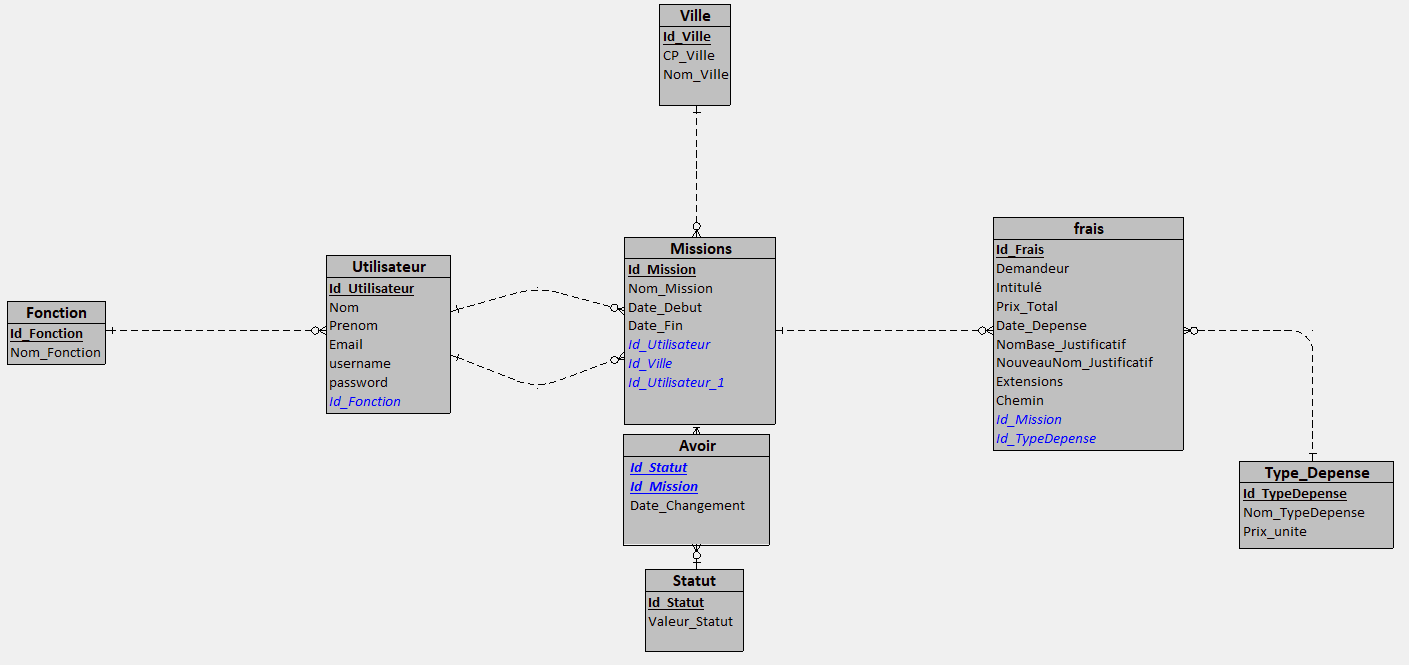 Ville
Id_Ville
CP_Ville
Nom_Ville
Fonction
Id_Fonction
Nom_Fonction
Utilisateur
Id_Utilisateur
Nom
Prenom
Email
username
password
Id_Fonction
Missions
Id_Mission
Nom_Mission
Date_Debut
Date_Fin
Id_Utilisateur
Id_Ville
Id_Utilisateur_1
Avoir
Id_Statut
Id_Mission
Date_Changement
Statut
Id_Statut
Valeur_Statut
frais
Id_Frais
Demandeur
Intitulé
Prix_Total
Date_Depense
NomBase_Justificatif
NouveauNom_Justificatif
Extensions
Chemin
Id_Mission
Id_TypeDepense
Type_Depense
Id_TypeDepense
Nom_TypeDepense
Prix_unite